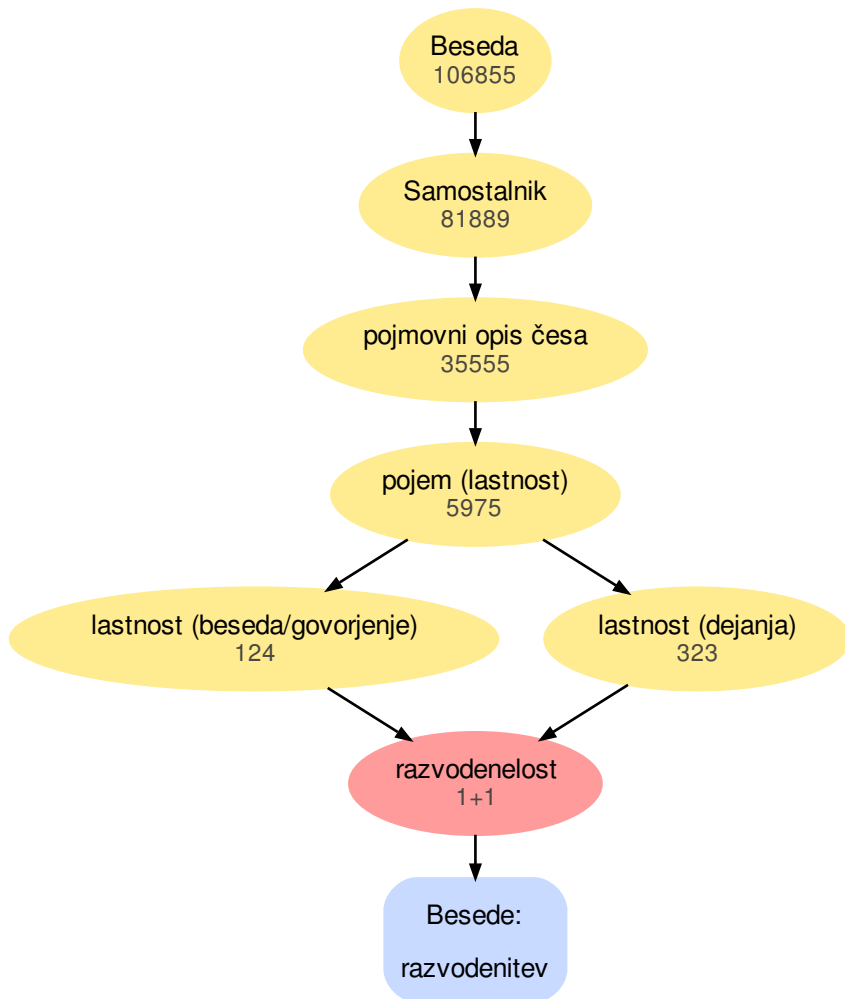 Beseda
106855
Samostalnik
81889
pojmovni opis česa
35555
pojem (lastnost)
5975
lastnost (beseda/govorjenje)
124
lastnost (dejanja)
323
razvodenelost
1+1
Besede:
razvodenitev